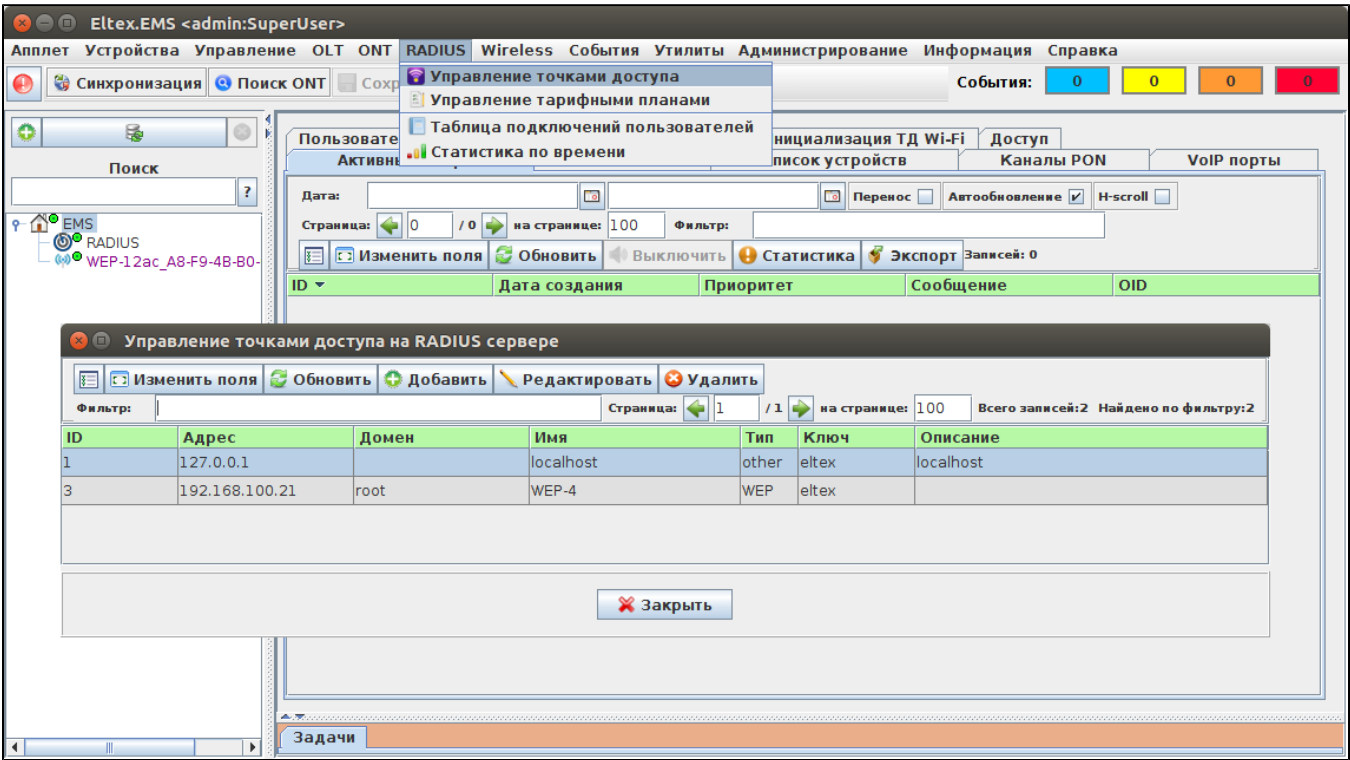 Eltex.EMS <admin:SuperUser>
Апплет Устройства Управление OLT ONT RADIUS Wireless События Утилиты Администрирование Информация Справка
Синхронизация Поиск ONT Сохр События: 0 0 0 0
Управление точками доступа
Управление тарифными планами
Таблица подключений пользователей
Статистика по времени
Поиск
?
EMS
RADIUS
WEP-12ac_A8-F9-4B-B0-
Пользовате нициализация ТД Wi-Fi Доступ
Активн писок устройств Каналы PON VoIP порты
Дата: Перенос Автообновление H-scroll
Страница: 0 / 0 на странице: 100 Фильтр:
Изменить поля Обновить Выключить Статистика Экспорт Записей: 0
ID Дата создания Приоритет Сообщение OID
Управление точками доступа на RADIUS сервере
Изменить поля Обновить Добавить Редактировать Удалить
Фильтр: Страница: 1 / 1 на странице: 100 Всего записей:2 Найдено по фильтру:2
ID Адрес Домен Имя Тип Ключ Описание
1 127.0.0.1 localhost other eltex localhost
3 192.168.100.21 root WEP-4 WEP eltex
Закрыть
Задачи